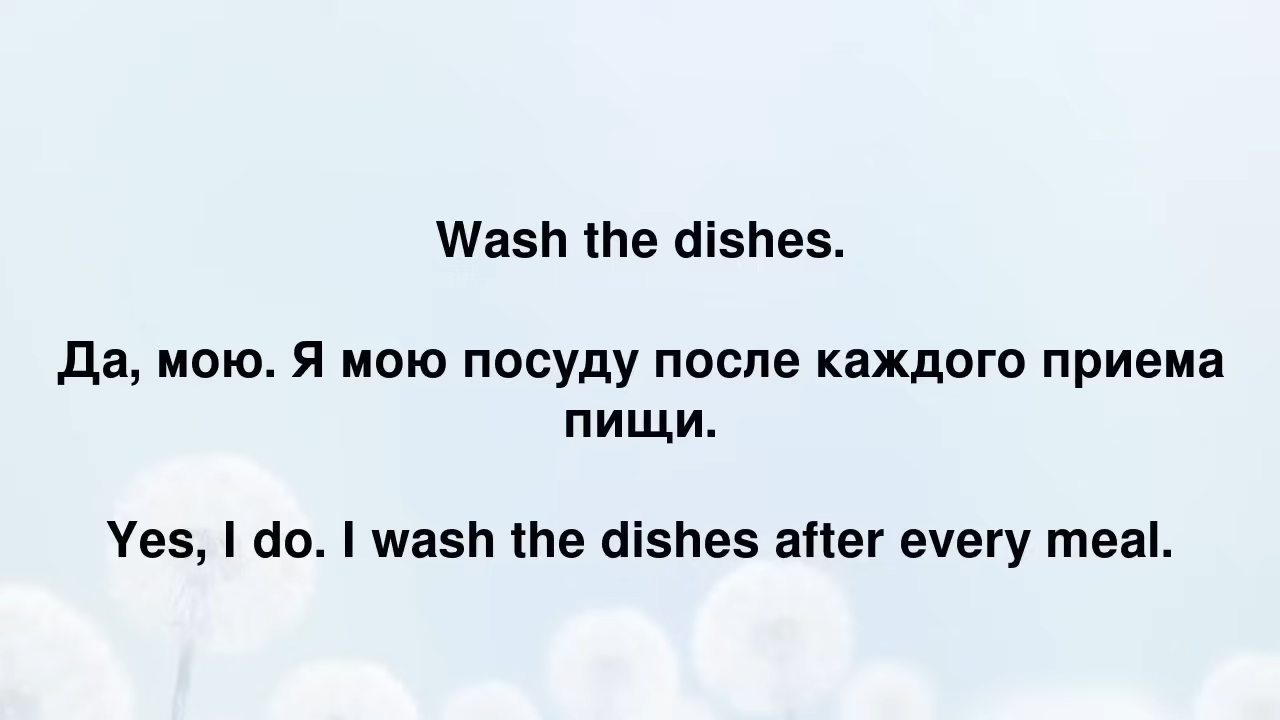 Wash the dishes.
Да, мою. Я мою посуду после каждого приема
пищи.
Yes, I do. I wash the dishes after every meal.